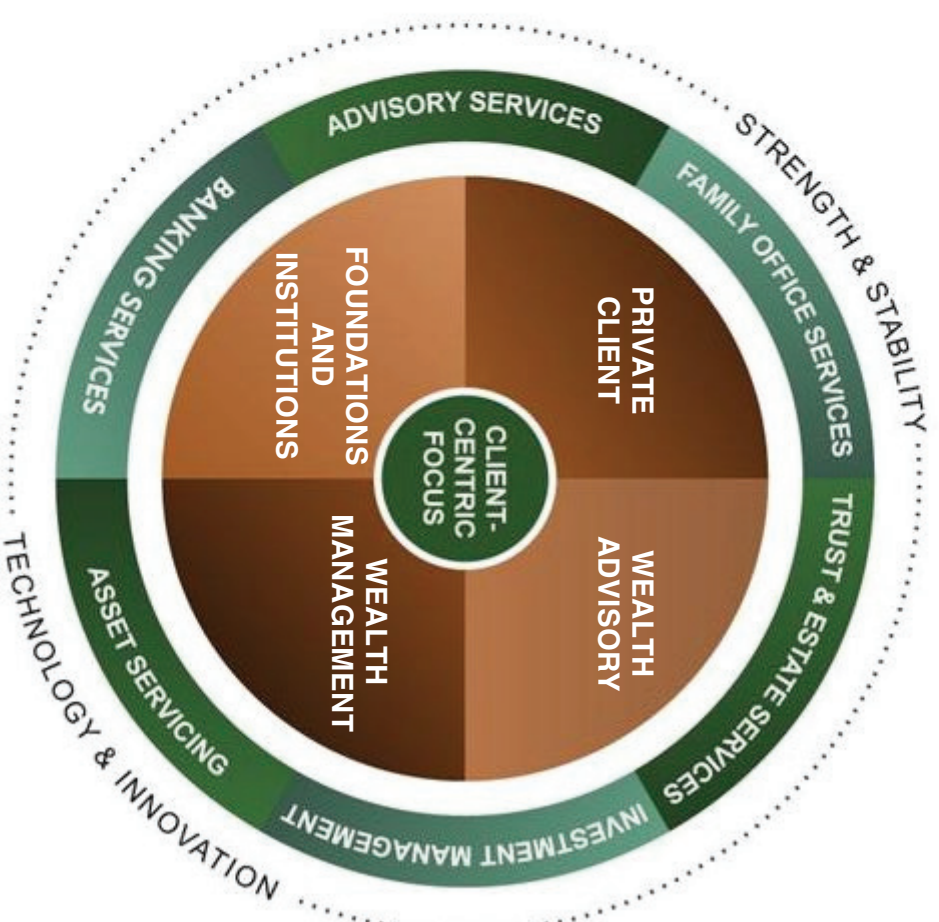 STRENGTH & STABILITY
ADVISORY SERVICES
FAMILY OFFICE SERVICES
TRUST & ESTATE SERVICES
INVESTMENT MANAGEMENT
ASSET SERVICING
BANKING SERVICES
PRIVATE
CLIENT
WEALTH
ADVISORY
FOUNDATIONS
AND
INSTITUTIONS
WEALTH
MANAGEMENT
CLIENT-
CENTRIC
FOCUS
TECHNOLOGY & INNOVATION